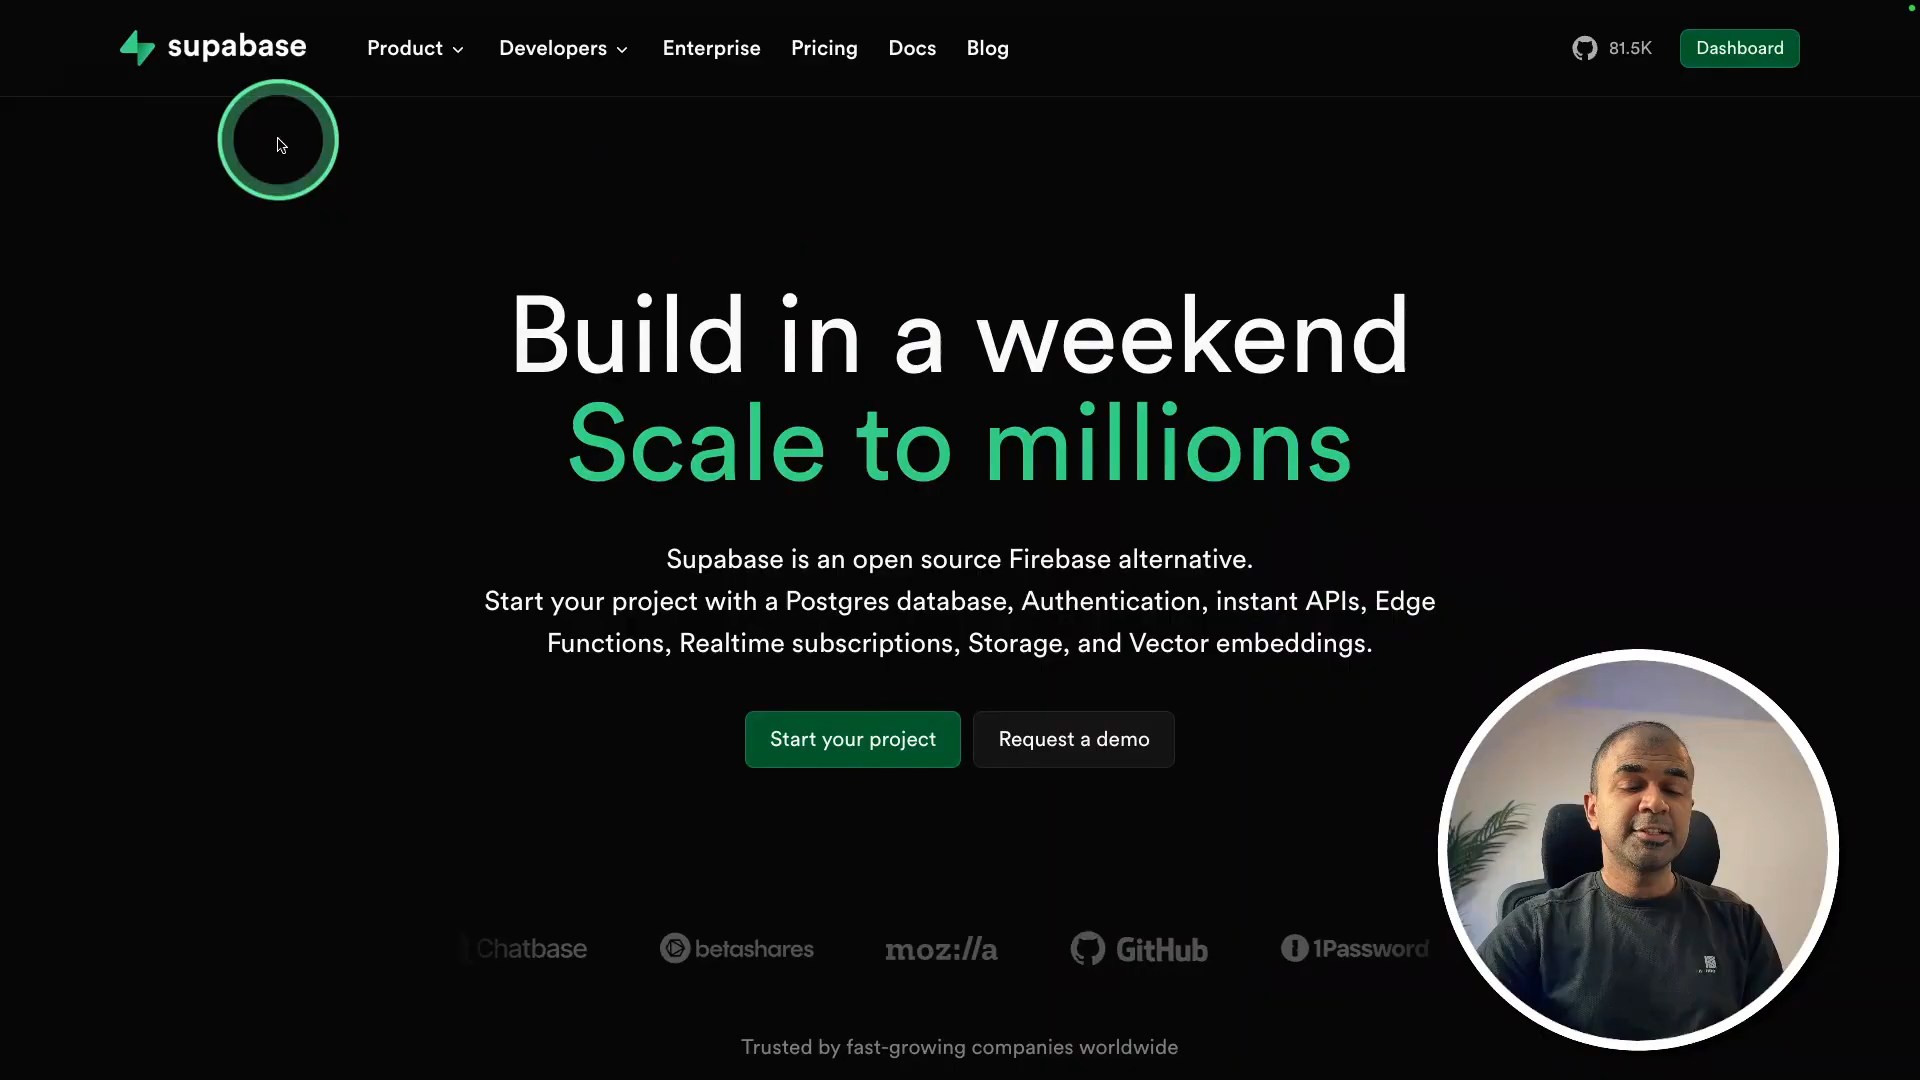 supabase
Product
Developers
Enterprise
Pricing
Docs
Blog
81.5K
Dashboard
Build in a weekend
Scale to millions
Supabase is an open source Firebase alternative.
Start your project with a Postgres database, Authentication, instant APIs, Edge
Functions, Realtime subscriptions, Storage, and Vector embeddings.
Start your project
Request a demo
Chatbase
betashares
moz://a
GitHub
1Password
Trusted by fast-growing companies worldwide